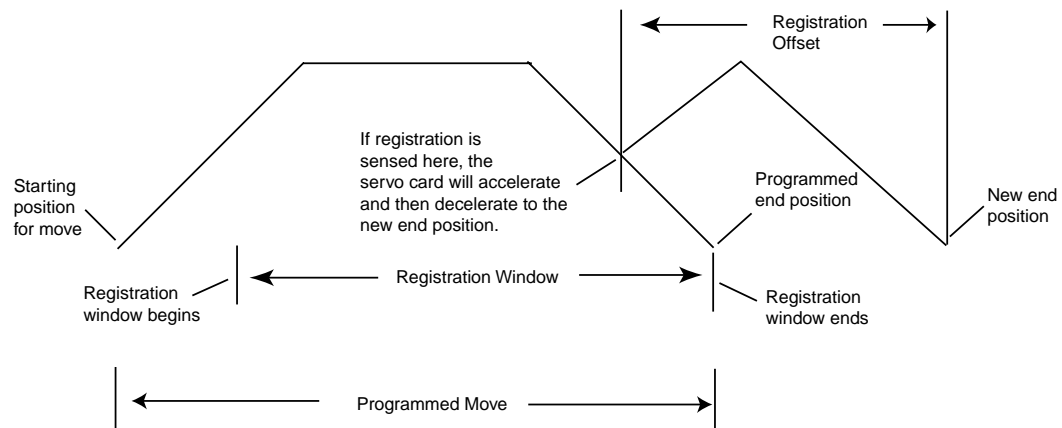 Registration
Offset
If registration is
sensed here, the
servo card will accelerate
and then decelerate to the
new end position.
Starting
position
for move
Programmed
end position
New end
position
Registration
window begins
Registration Window
Registration
window ends
Programmed Move